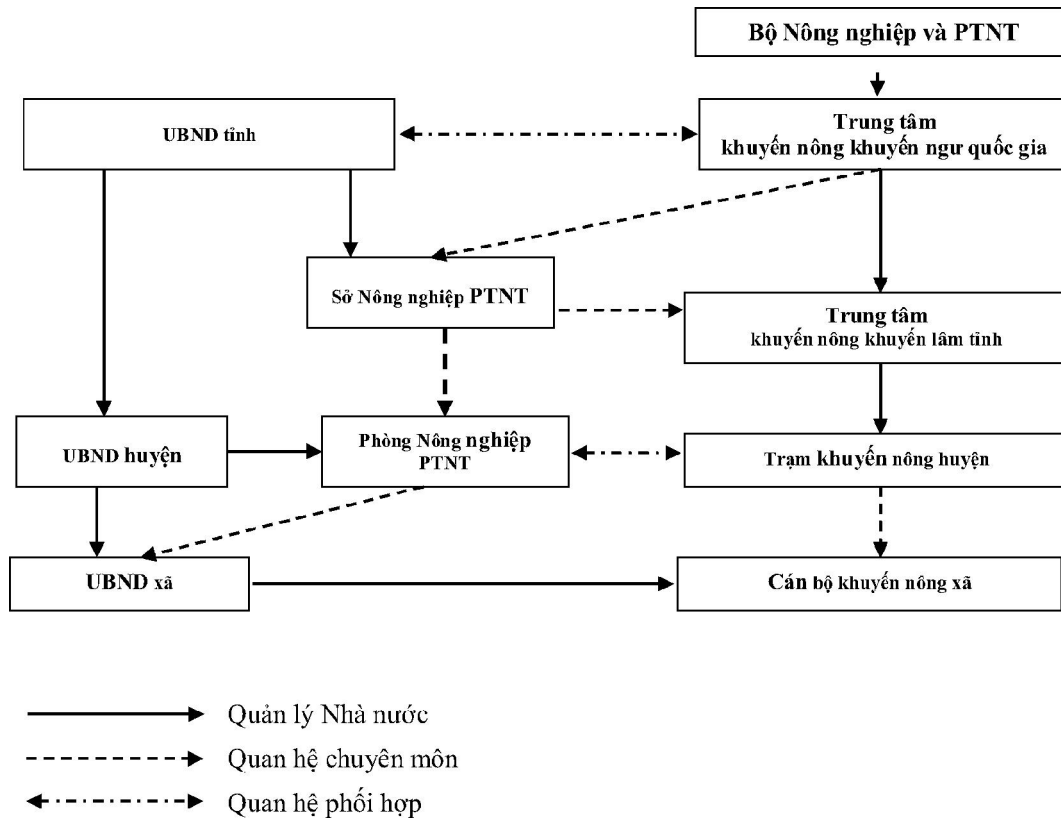 Bộ Nông nghiệp và PTNT
UBND tỉnh
Trung tâm
khuyến nông khuyến ngư quốc gia
Sở Nông nghiệp PTNT
Trung tâm
khuyến nông khuyến lâm tỉnh
UBND huyện
Phòng Nông nghiệp
PTNT
Trạm khuyến nông huyện
UBND xã
Cán bộ khuyến nông xã
Quản lý Nhà nước
Quan hệ chuyên môn
Quan hệ phối hợp